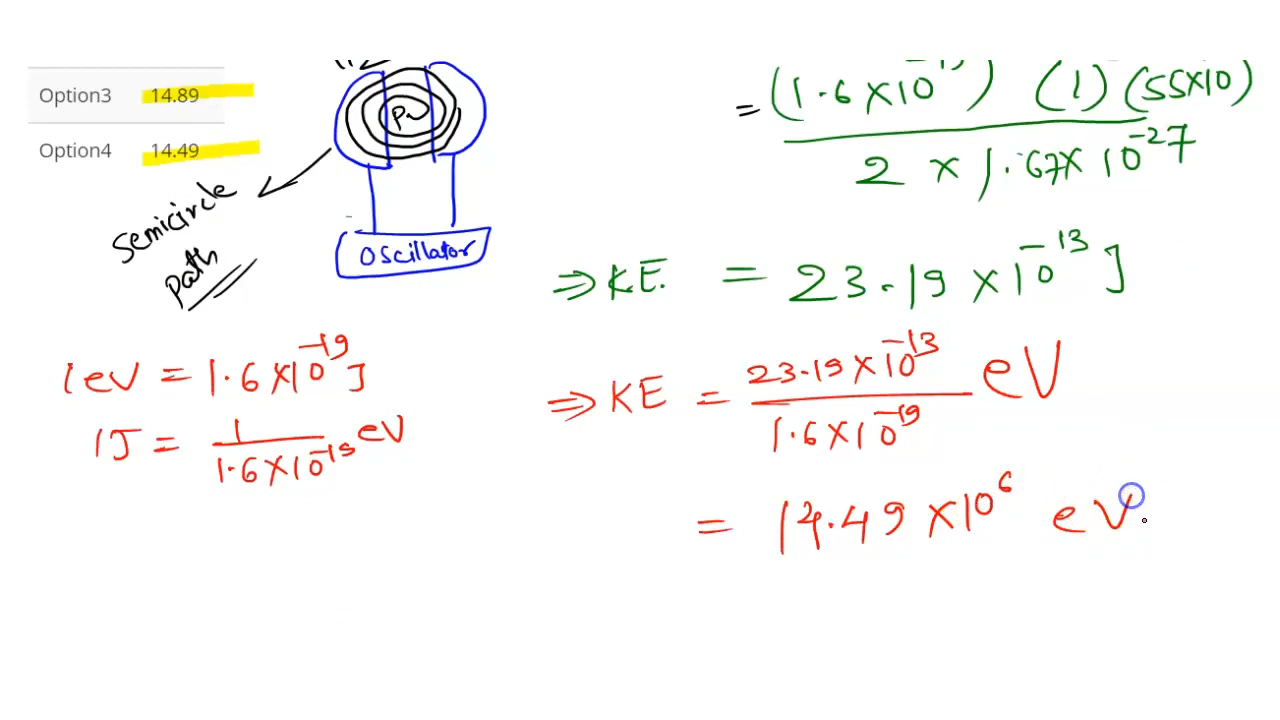 Option3 14.89
Option4 14.49
Oscillator
semicircle
path
= (1.6×10 ) (1) (55×10)
2 × 1.67×10^-27
⇒ KE. = 23.19 ×10^-13 J
1eV = 1.6×10^-19 J
1J = 1 / 1.6×10^-19 eV
⇒ KE = 23.19×10^-13 / 1.6×10^-19 eV
= 14.49 ×10^6 eV.